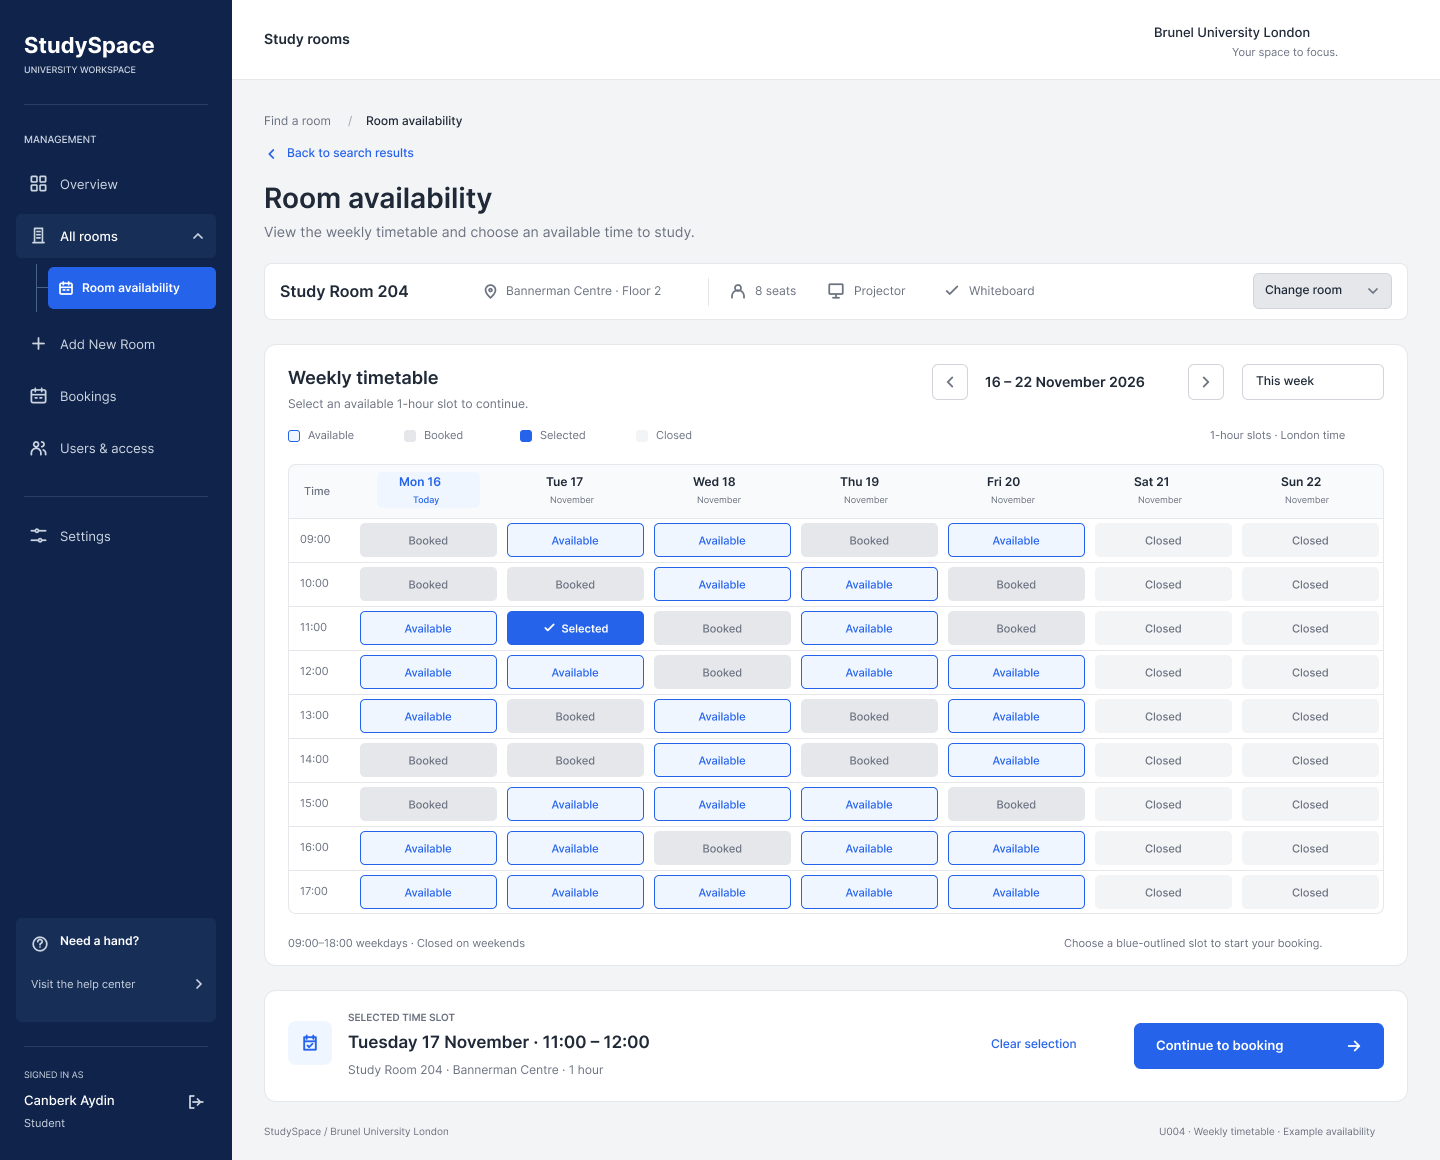 StudySpace
UNIVERSITY WORKSPACE
MANAGEMENT
Overview
All rooms
Room availability
Add New Room
Bookings
Users & access
Settings
Need a hand?
Visit the help center
SIGNED IN AS
Canberk Aydin
Student
Study rooms
Brunel University London
Your space to focus.
Find a room / Room availability
Back to search results
Room availability
View the weekly timetable and choose an available time to study.
Study Room 204 Bannerman Centre · Floor 2 8 seats Projector Whiteboard Change room
Weekly timetable
Select an available 1-hour slot to continue.
16 – 22 November 2026 This week
Available Booked Selected Closed 1-hour slots · London time
Time Mon 16 Tue 17 Wed 18 Thu 19 Fri 20 Sat 21 Sun 22
Today November November November November November November
09:00 Booked Available Available Booked Available Closed Closed
10:00 Booked Booked Available Available Booked Closed Closed
11:00 Available Selected Booked Available Booked Closed Closed
12:00 Available Available Booked Available Available Closed Closed
13:00 Available Booked Available Booked Available Closed Closed
14:00 Booked Booked Available Booked Available Closed Closed
15:00 Booked Available Available Available Booked Closed Closed
16:00 Available Available Booked Available Available Closed Closed
17:00 Available Available Available Available Available Closed Closed
09:00–18:00 weekdays · Closed on weekends Choose a blue-outlined slot to start your booking.
SELECTED TIME SLOT
Tuesday 17 November · 11:00 – 12:00
Study Room 204 · Bannerman Centre · 1 hour
Clear selection Continue to booking
StudySpace / Brunel University London U004 · Weekly timetable · Example availability